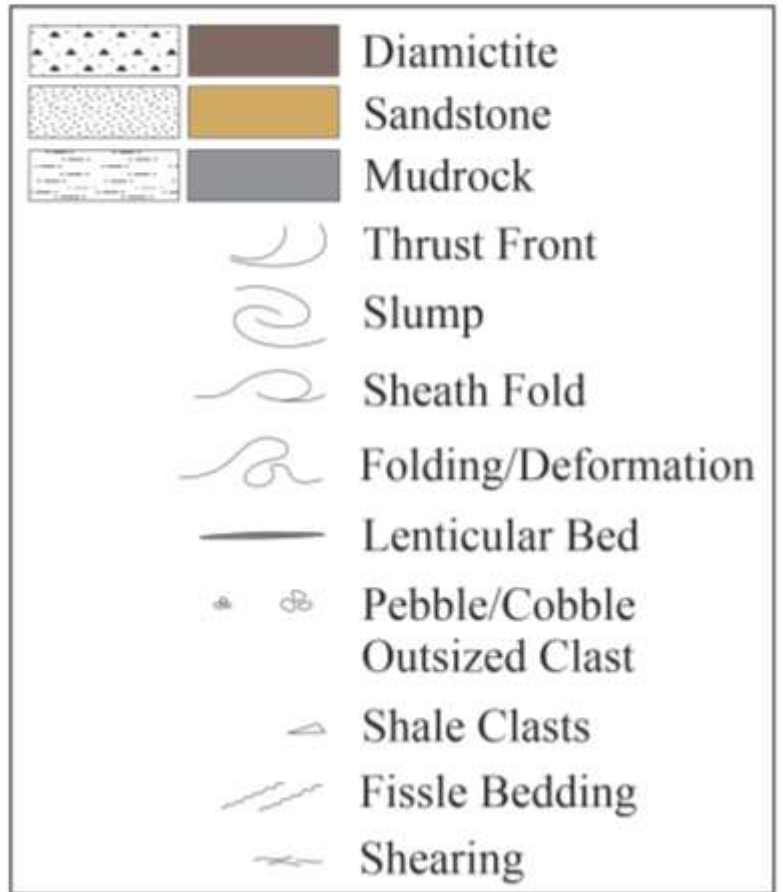 Diamictite
Sandstone
Mudrock
Thrust Front
Slump
Sheath Fold
Folding/Deformation
Lenticular Bed
Pebble/Cobble
Outsized Clast
Shale Clasts
Fissle Bedding
Shearing